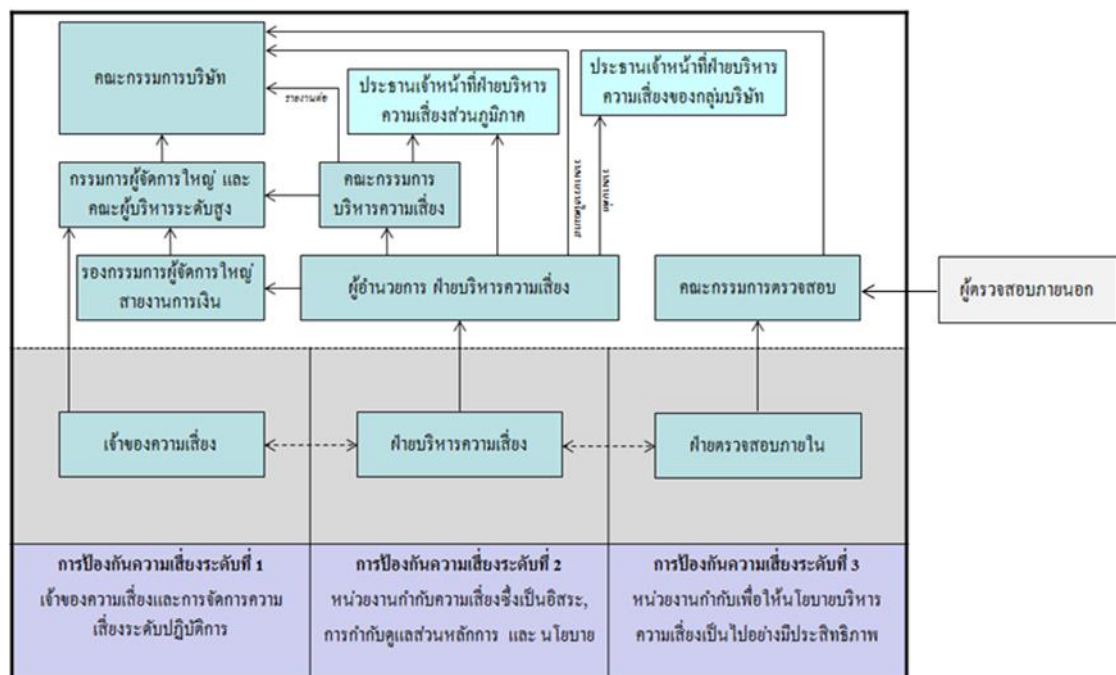 คณะกรรมการบริษัท
รายงานต่อ
ประธานเจ้าหน้าที่ฝ่ายบริหาร
ความเสี่ยงส่วนภูมิภาค
ประธานเจ้าหน้าที่ฝ่ายบริหาร
ความเสี่ยงของกลุ่มบริษัท
กรรมการผู้จัดการใหญ่ และ
คณะผู้บริหารระดับสูง
คณะกรรมการ
บริหารความเสี่ยง
รายงานต่อ
รองกรรมการผู้จัดการใหญ่
สายงานการเงิน
ผู้อำนวยการ ฝ่ายบริหารความเสี่ยง
คณะกรรมการตรวจสอบ
ผู้ตรวจสอบภายนอก
เจ้าของความเสี่ยง
ฝ่ายบริหารความเสี่ยง
ฝ่ายตรวจสอบภายใน
การป้องกันความเสี่ยงระดับที่ 1
เจ้าของความเสี่ยงและการจัดการความ
เสี่ยงระดับปฏิบัติการ
การป้องกันความเสี่ยงระดับที่ 2
หน่วยงานกำกับความเสี่ยงซึ่งเป็นอิสระ,
การกำกับดูแลส่วนหลักการ และ นโยบาย
การป้องกันความเสี่ยงระดับที่ 3
หน่วยงานกำกับเพื่อให้นโยบายบริหาร
ความเสี่ยงเป็นไปอย่างมีประสิทธิภาพ